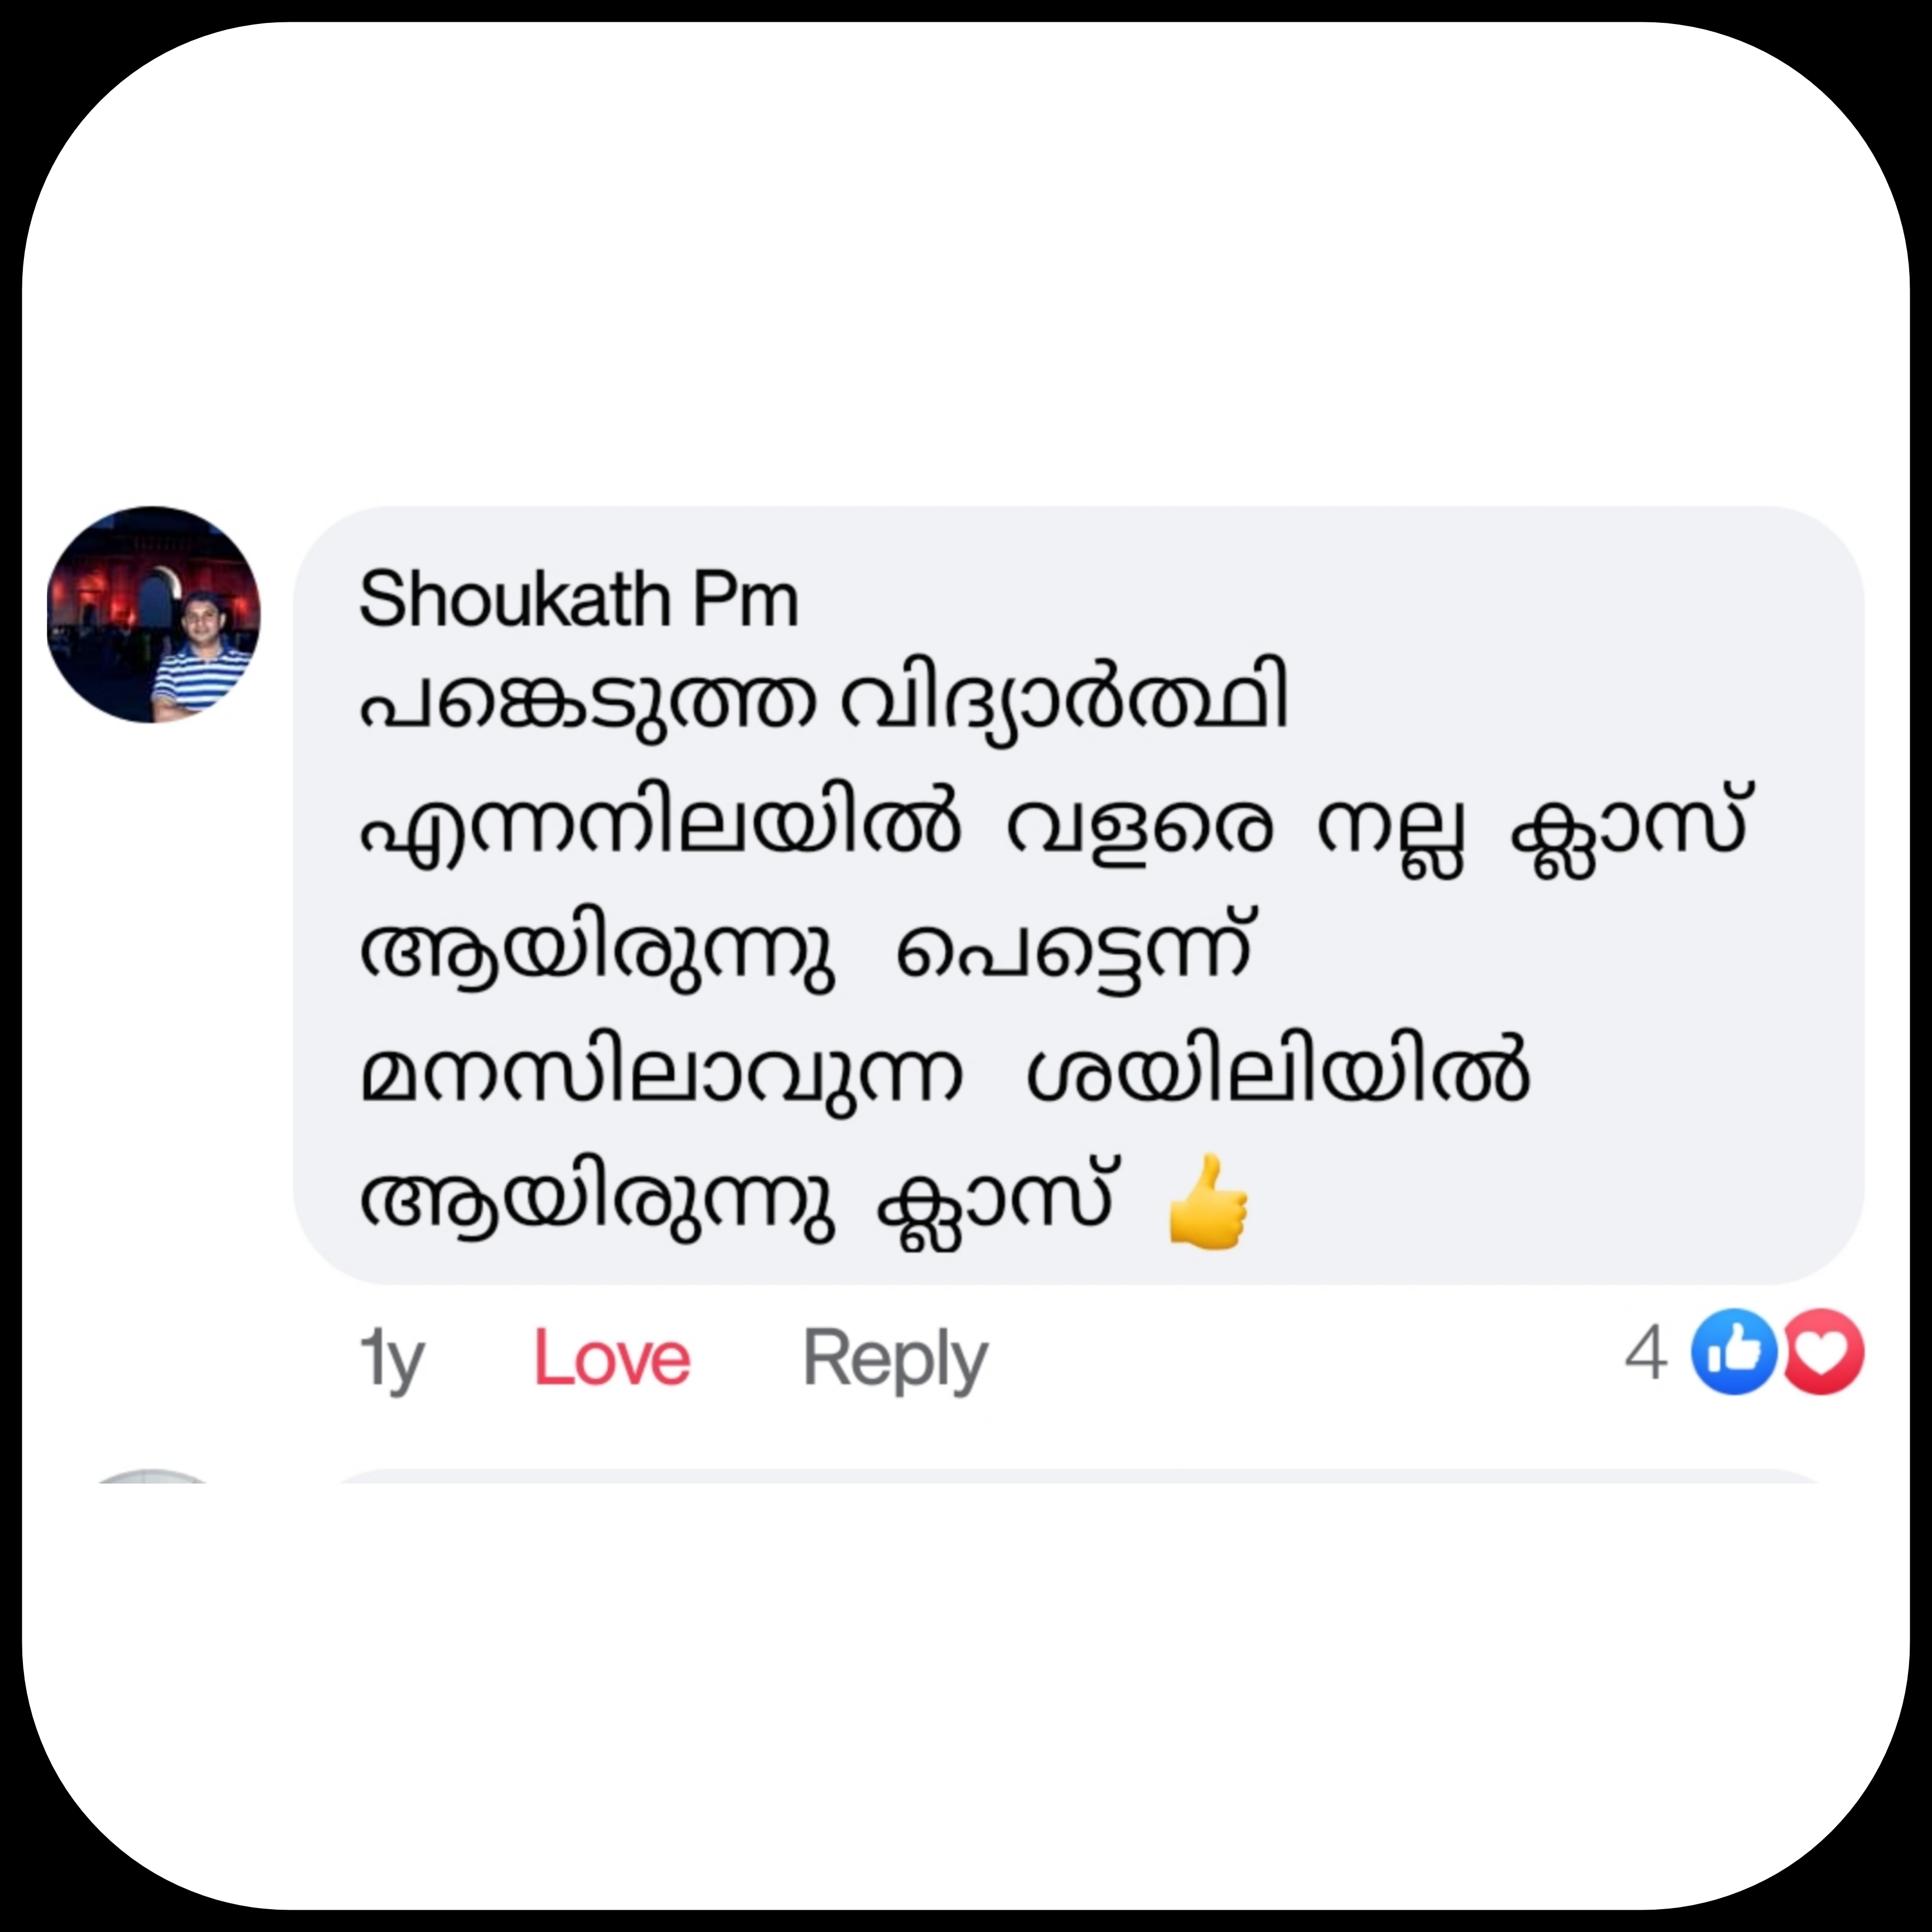 Shoukath Pm
പങ്കെടുത്ത വിദ്യാർത്ഥി
എന്നനിലയിൽ വളരെ നല്ല ക്ലാസ്
ആയിരുന്നു പെട്ടെന്ന്
മനസിലാവുന്ന ശയിലിയിൽ
ആയിരുന്നു ക്ലാസ് 👍
1y Love Reply 4